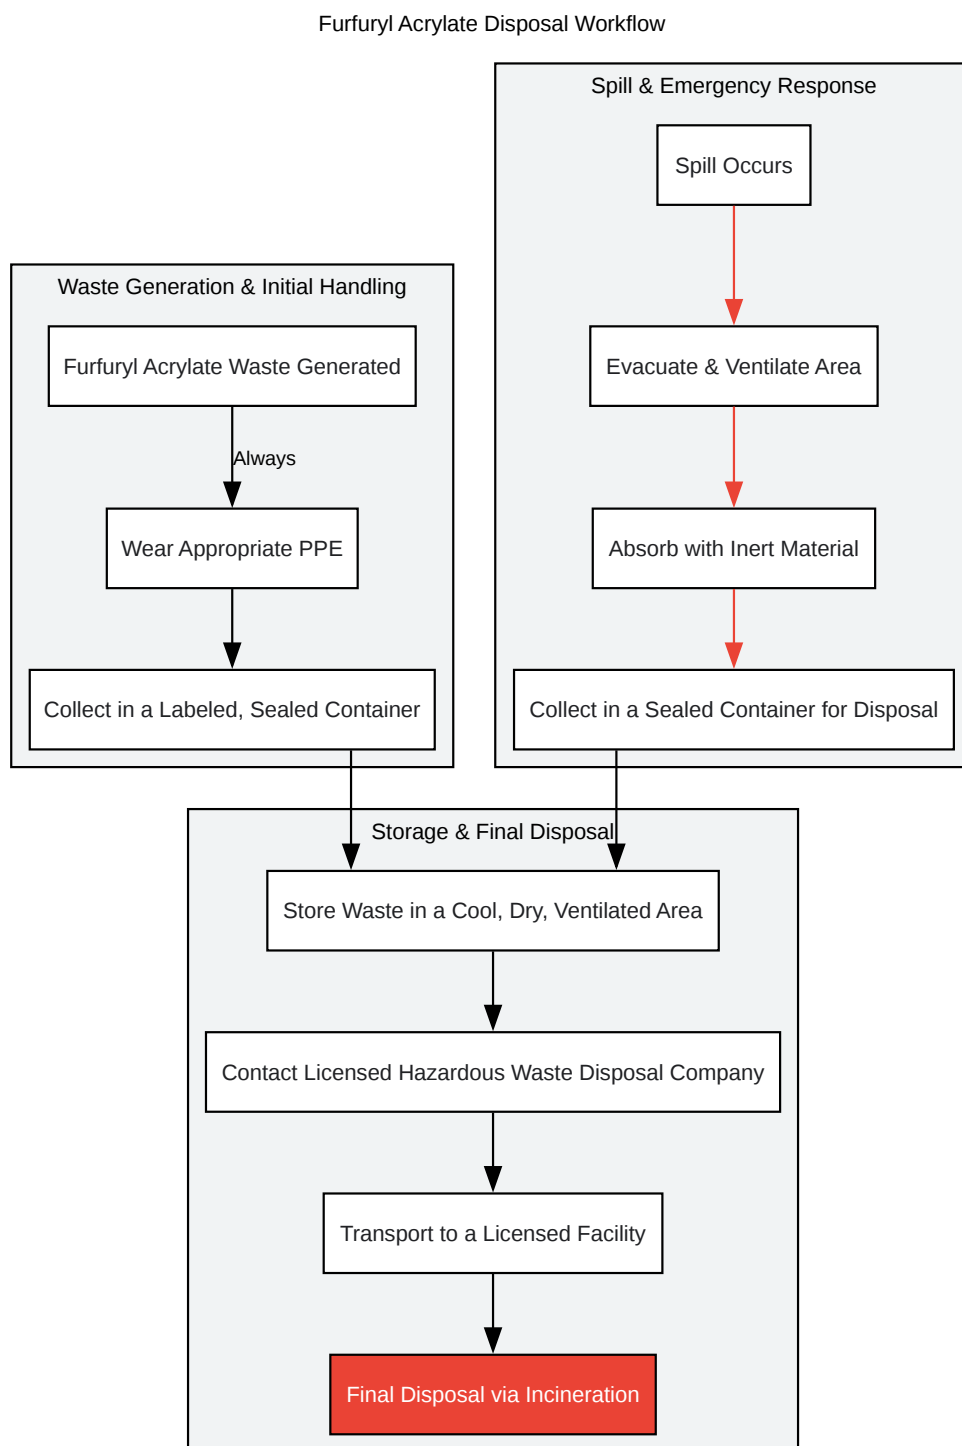 Furfuryl Acrylate Disposal Workflow
Spill & Emergency Response
Spill Occurs
Evacuate & Ventilate Area
Absorb with Inert Material
Collect in a Sealed Container for Disposal
Waste Generation & Initial Handling
Furfuryl Acrylate Waste Generated
Always
Wear Appropriate PPE
Collect in a Labeled, Sealed Container
Storage & Final Disposal
Store Waste in a Cool, Dry, Ventilated Area
Contact Licensed Hazardous Waste Disposal Company
Transport to a Licensed Facility
Final Disposal via Incineration